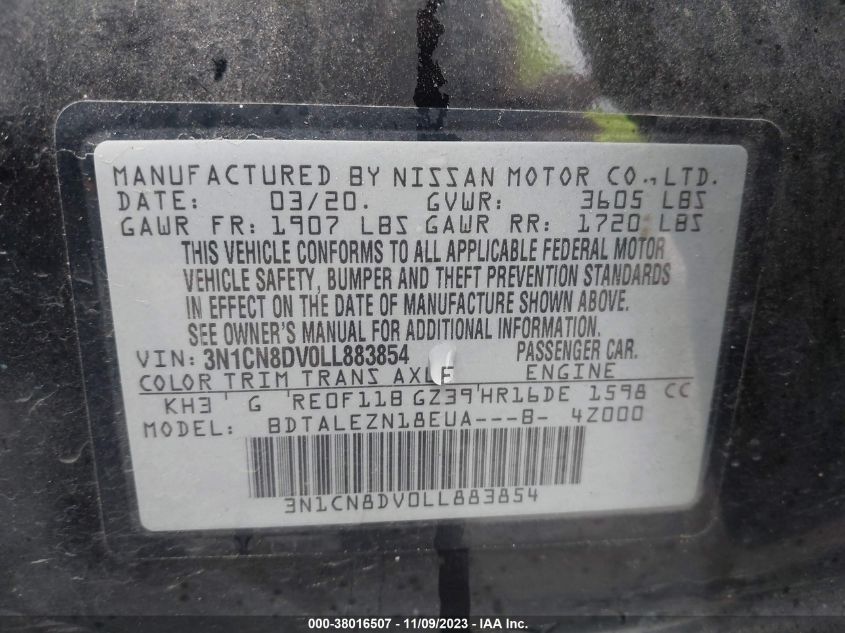 MANUFACTURED BY NISSAN MOTOR CO., LTD.
DATE: 03/20. GVWR: 3605 LBS
GAWR FR: 1907 LBS GAWR RR: 1720 LBS
THIS VEHICLE CONFORMS TO ALL APPLICABLE FEDERAL MOTOR
VEHICLE SAFETY, BUMPER AND THEFT PREVENTION STANDARDS
IN EFFECT ON THE DATE OF MANUFACTURE SHOWN ABOVE.
SEE OWNER'S MANUAL FOR ADDITIONAL INFORMATION.
VIN: 3N1CN8DV0LL883854 PASSENGER CAR.
COLOR TRIM TRANS AXLE ENGINE
KH3 G RE0F11B GZ39 HR16DE 1598 CC
MODEL: BDTALEZN18EUA---B- 4Z000
3N1CN8DV0LL883854
000-38016507 - 11/09/2023 - IAA Inc.